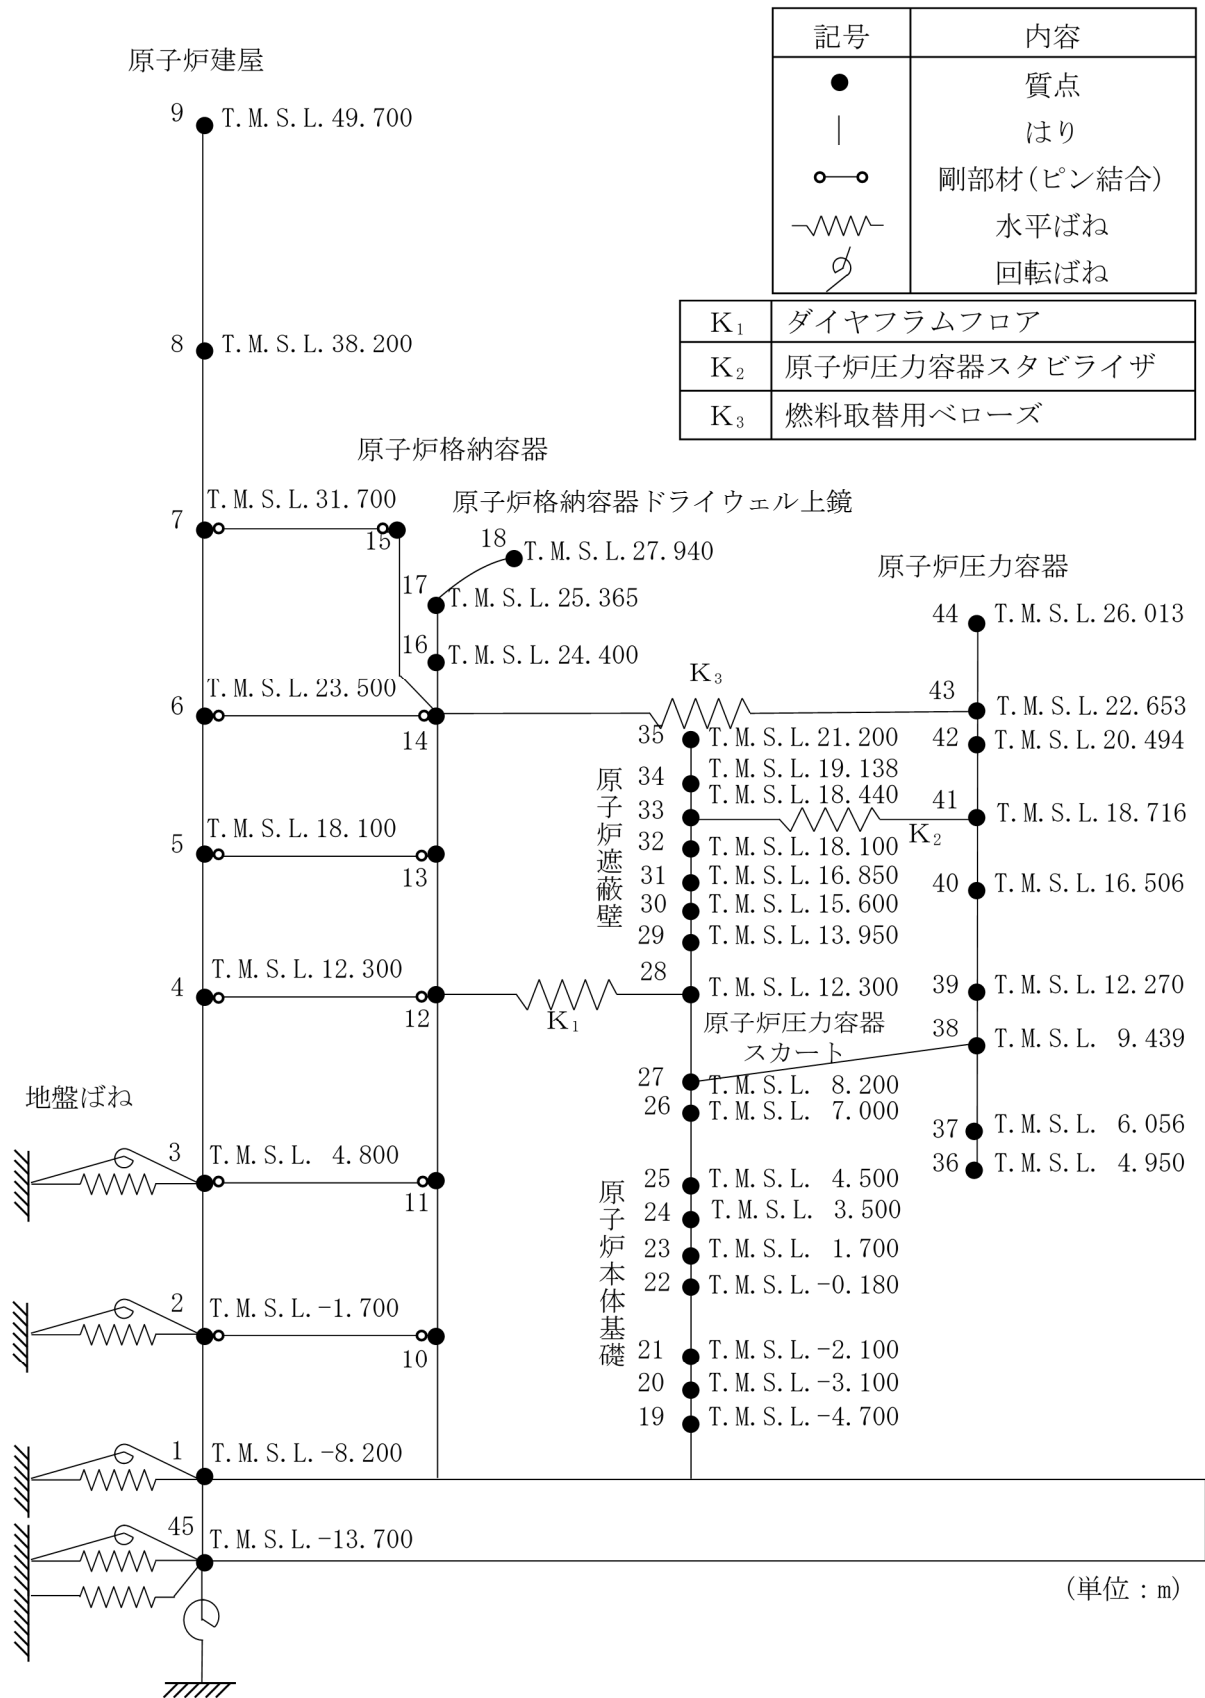 記号 内容
質点
はり
剛部材(ピン結合)
水平ばね
回転ばね
K₁ ダイヤフラムフロア
K₂ 原子炉圧力容器スタビライザ
K₃ 燃料取替用ベローズ
原子炉建屋
9 T.M.S.L.49.700
8 T.M.S.L.38.200
7 T.M.S.L.31.700
6 T.M.S.L.23.500
5 T.M.S.L.18.100
4 T.M.S.L.12.300
地盤ばね
3 T.M.S.L. 4.800
2 T.M.S.L.-1.700
1 T.M.S.L.-8.200
45 T.M.S.L.-13.700
原子炉格納容器
15
原子炉格納容器ドライウェル上鏡
18 T.M.S.L.27.940
17 T.M.S.L.25.365
16 T.M.S.L.24.400
14
13
12
11
10
K₃
K₂
K₁
原子炉遮蔽壁
35 T.M.S.L.21.200
34 T.M.S.L.19.138
33 T.M.S.L.18.440
32 T.M.S.L.18.100
31 T.M.S.L.16.850
30 T.M.S.L.15.600
29 T.M.S.L.13.950
28 T.M.S.L.12.300
原子炉圧力容器
スカート
27 T.M.S.L. 8.200
26 T.M.S.L. 7.000
原子炉本体基礎
25 T.M.S.L. 4.500
24 T.M.S.L. 3.500
23 T.M.S.L. 1.700
22 T.M.S.L.-0.180
21 T.M.S.L.-2.100
20 T.M.S.L.-3.100
19 T.M.S.L.-4.700
原子炉圧力容器
44 T.M.S.L.26.013
43 T.M.S.L.22.653
42 T.M.S.L.20.494
41 T.M.S.L.18.716
40 T.M.S.L.16.506
39 T.M.S.L.12.270
38 T.M.S.L. 9.439
37 T.M.S.L. 6.056
36 T.M.S.L. 4.950
(単位:m)